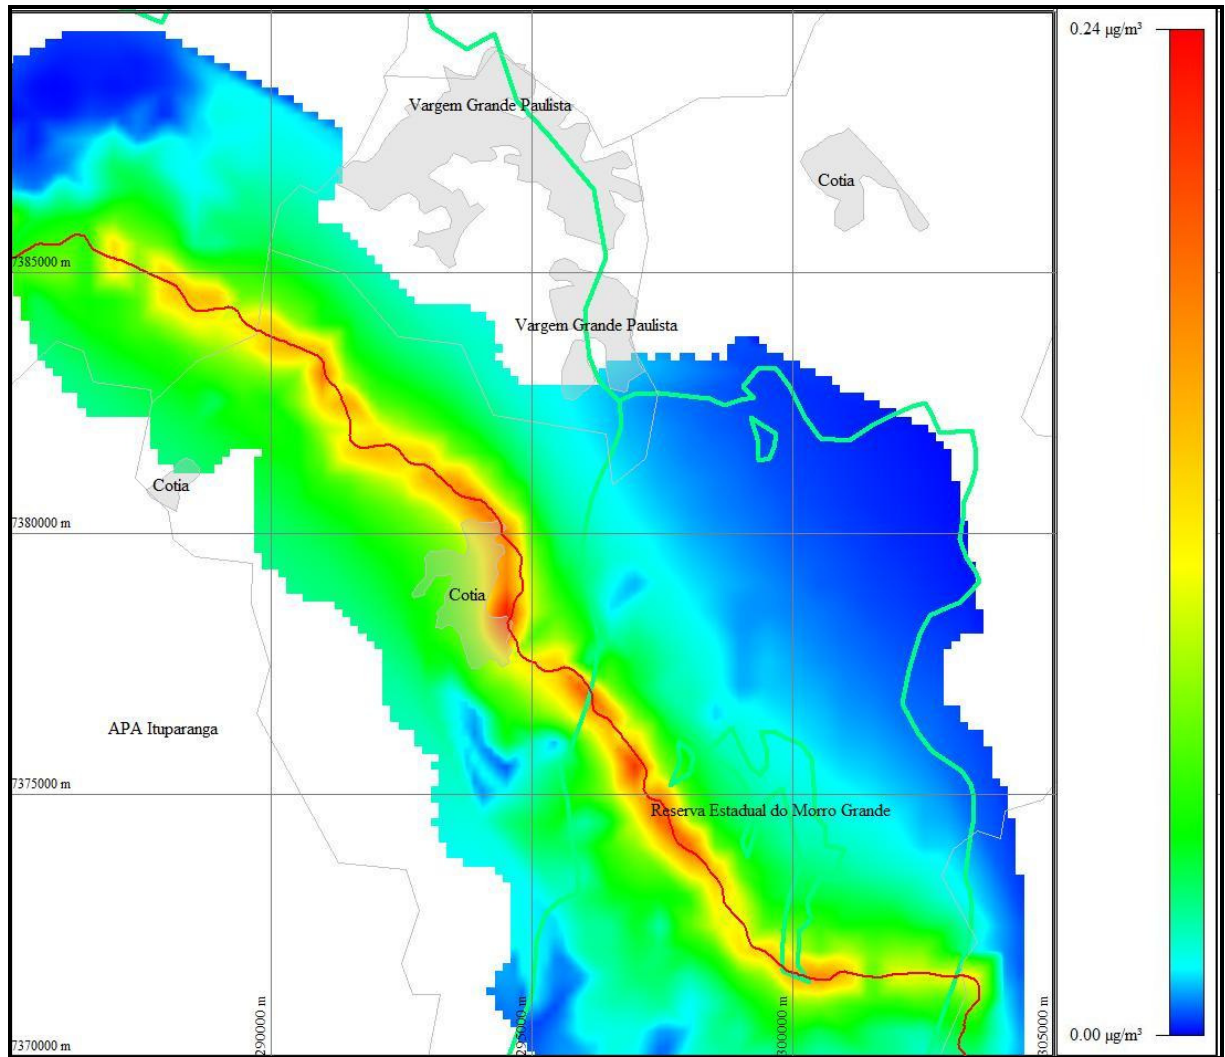 0.24 µg/m³
Vargem Grande Paulista
Cotia
7385000 m
Vargem Grande Paulista
Cotia
7380000 m
Cotia
APA Ituparanga
7375000 m
Reserva Estadual do Morro Grande
290000 m
295000 m
300000 m
305000 m
7370000 m
0.00 µg/m³